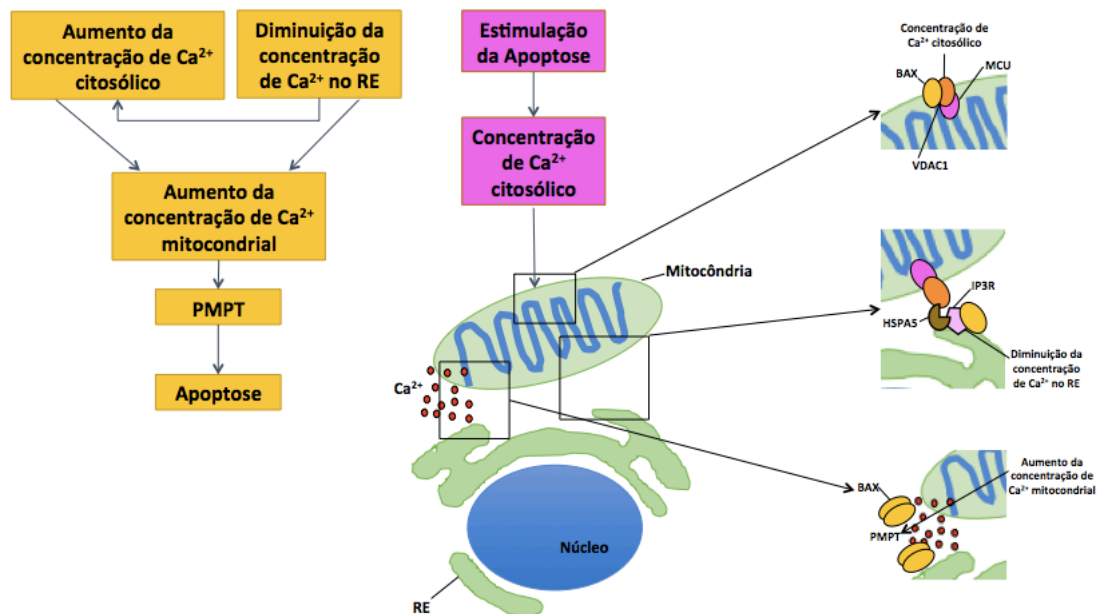 Aumento da
concentração de Ca²⁺
citosólico
Diminuição da
concentração
de Ca²⁺ no RE
Aumento da
concentração de Ca²⁺
mitocondrial
PMPT
Apoptose
Estimulação
da Apoptose
Concentração
de Ca²⁺
citosólico
Mitocôndria
Ca²⁺
Núcleo
RE
Concentração de
Ca²⁺ citosólico
BAX
MCU
VDAC1
IP3R
HSPA5
Diminuição da
concentração
de Ca²⁺ no RE
BAX
Aumento da
concentração de
Ca²⁺ mitocondrial
PMPT